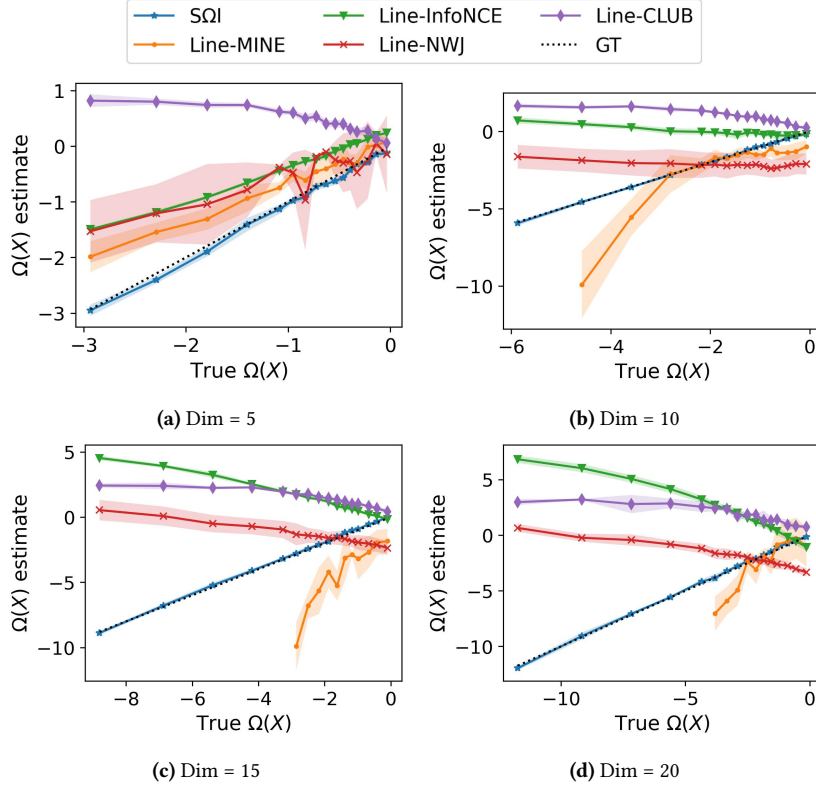 SΩI Line-InfoNCE Line-CLUB
Line-MINE Line-NWJ GT
1
0
−1
−2
−3
Ω(X) estimate
−3 −2 −1 0
True Ω(X)
(a) Dim = 5
0
−5
−10
Ω(X) estimate
−6 −4 −2 0
True Ω(X)
(b) Dim = 10
5
0
−5
−10
Ω(X) estimate
−8 −6 −4 −2 0
True Ω(X)
(c) Dim = 15
5
0
−5
−10
Ω(X) estimate
−10 −5 0
True Ω(X)
(d) Dim = 20